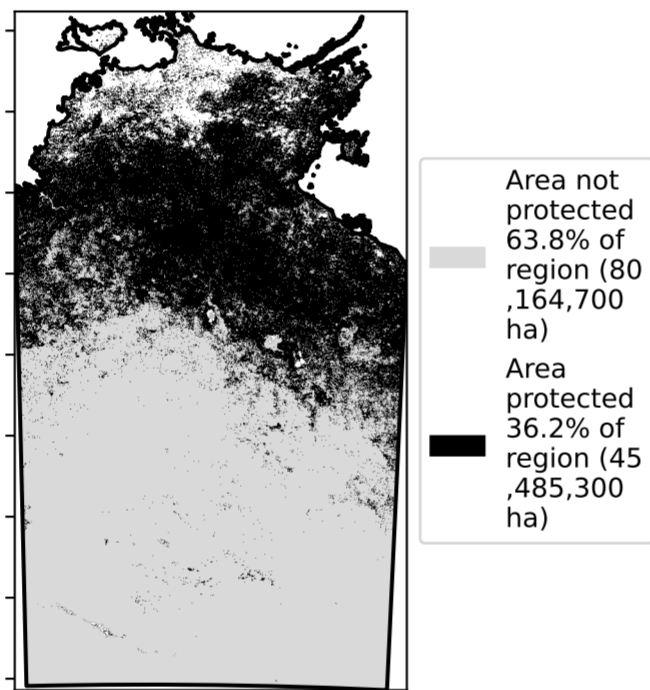 Area not
protected
63.8% of
region (80
,164,700
ha)
Area
protected
36.2% of
region (45
,485,300
ha)